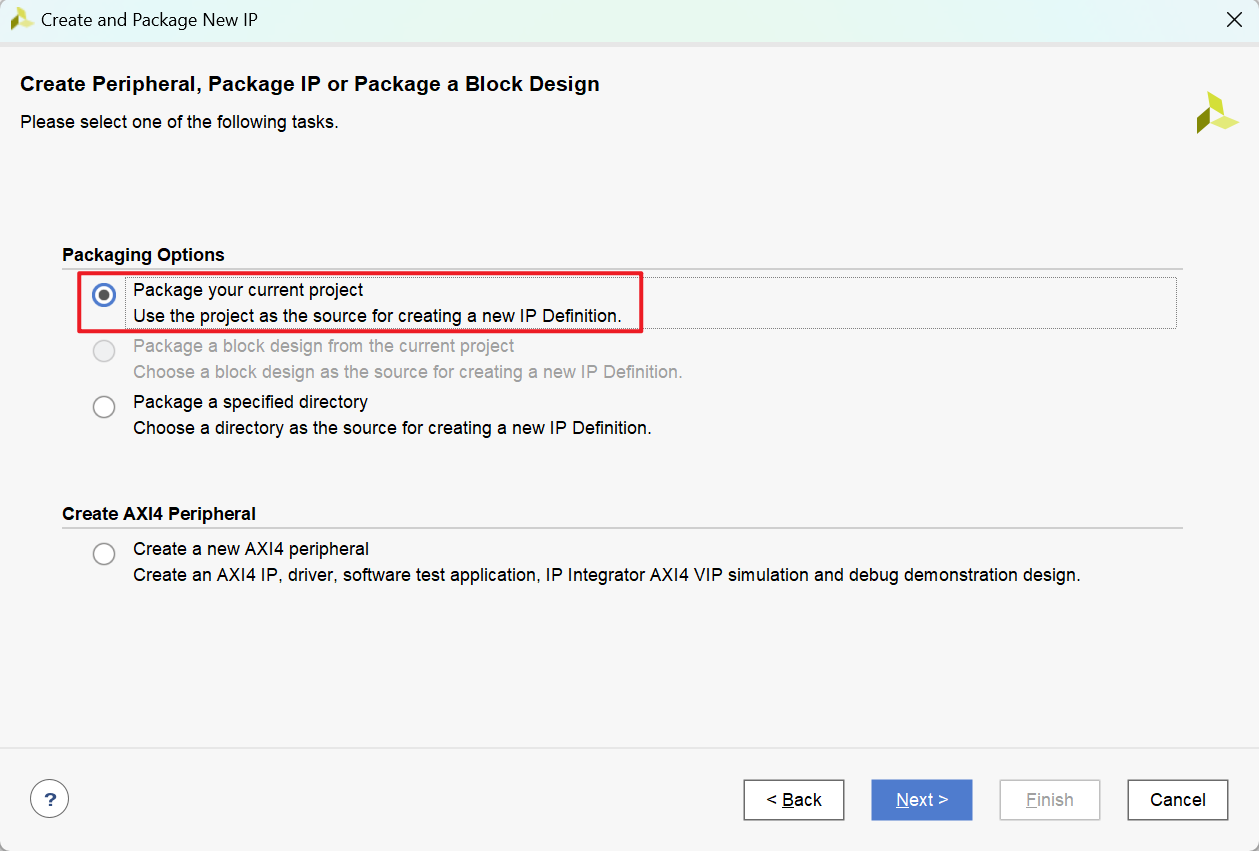 Create and Package New IP
Create Peripheral, Package IP or Package a Block Design
Please select one of the following tasks.
Packaging Options
Package your current project
Use the project as the source for creating a new IP Definition.
Package a block design from the current project
Choose a block design as the source for creating a new IP Definition.
Package a specified directory
Choose a directory as the source for creating a new IP Definition.
Create AXI4 Peripheral
Create a new AXI4 peripheral
Create an AXI4 IP, driver, software test application, IP Integrator AXI4 VIP simulation and debug demonstration design.
? < Back Next > Finish Cancel